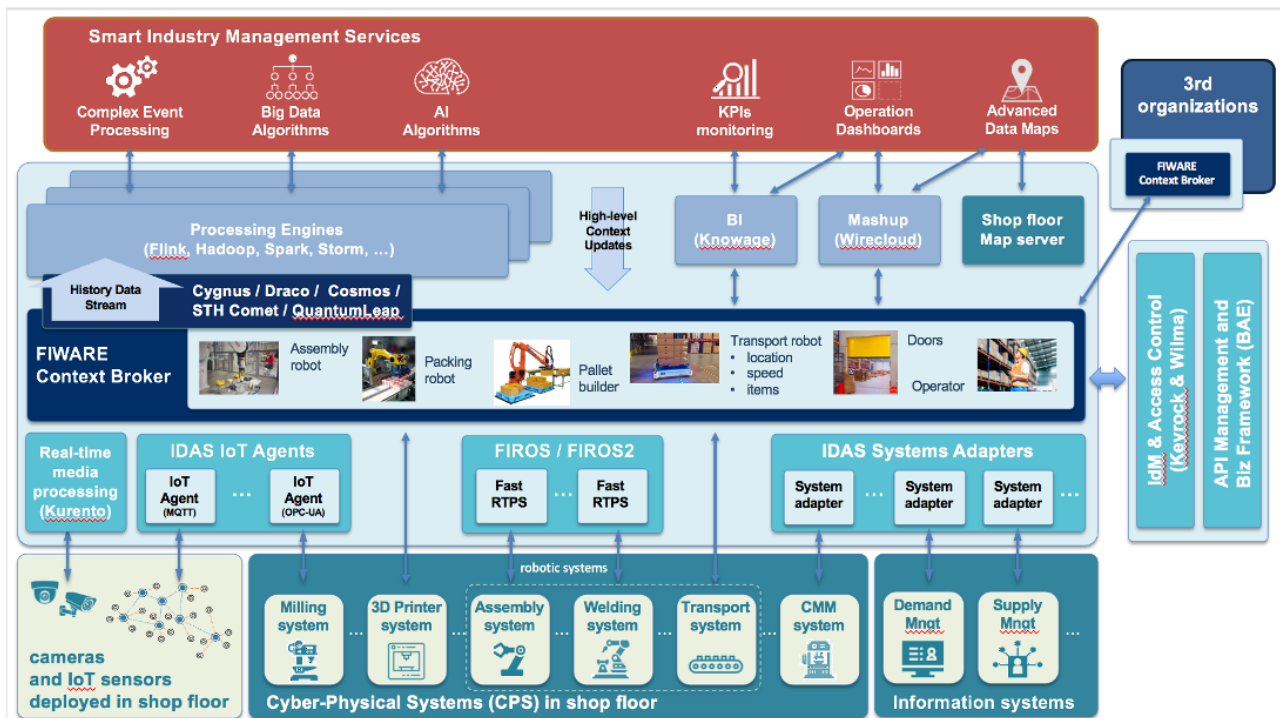 Smart Industry Management Services
Complex Event
Processing
Big Data
Algorithms
AI
Algorithms
KPIs
monitoring
Operation
Dashboards
Advanced
Data Maps
3rd
organizations
FIWARE
Context Broker
Processing Engines
(Flink, Hadoop, Spark, Storm, ...)
High-level
Context
Updates
BI
(Knowage)
Mashup
(Wirecloud)
Shop floor
Map server
History Data
Stream
Cygnus / Draco / Cosmos /
STH Comet / QuantumLeap
FIWARE
Context Broker
Assembly
robot
Packing
robot
Pallet
builder
Transport robot
• location
• speed
• items
Doors
Operator
IdM & Access Control
(Keyrock & Wilma)
API Management and
Biz Framework (BAE)
Real-time
media
processing
(Kurento)
IDAS IoT Agents
IoT
Agent
(MQTT)
...
IoT
Agent
(OPC-UA)
FIROS / FIROS2
Fast
RTPS
...
Fast
RTPS
IDAS Systems Adapters
System
adapter
...
System
adapter
System
adapter
...
cameras
and IoT sensors
deployed in shop floor
robotic systems
Milling
system
...
3D Printer
system
...
Assembly
system
...
Welding
system
...
Transport
system
...
CMM
system
Cyber-Physical Systems (CPS) in shop floor
Demand
Mngt
Supply
Mngt
...
Information systems